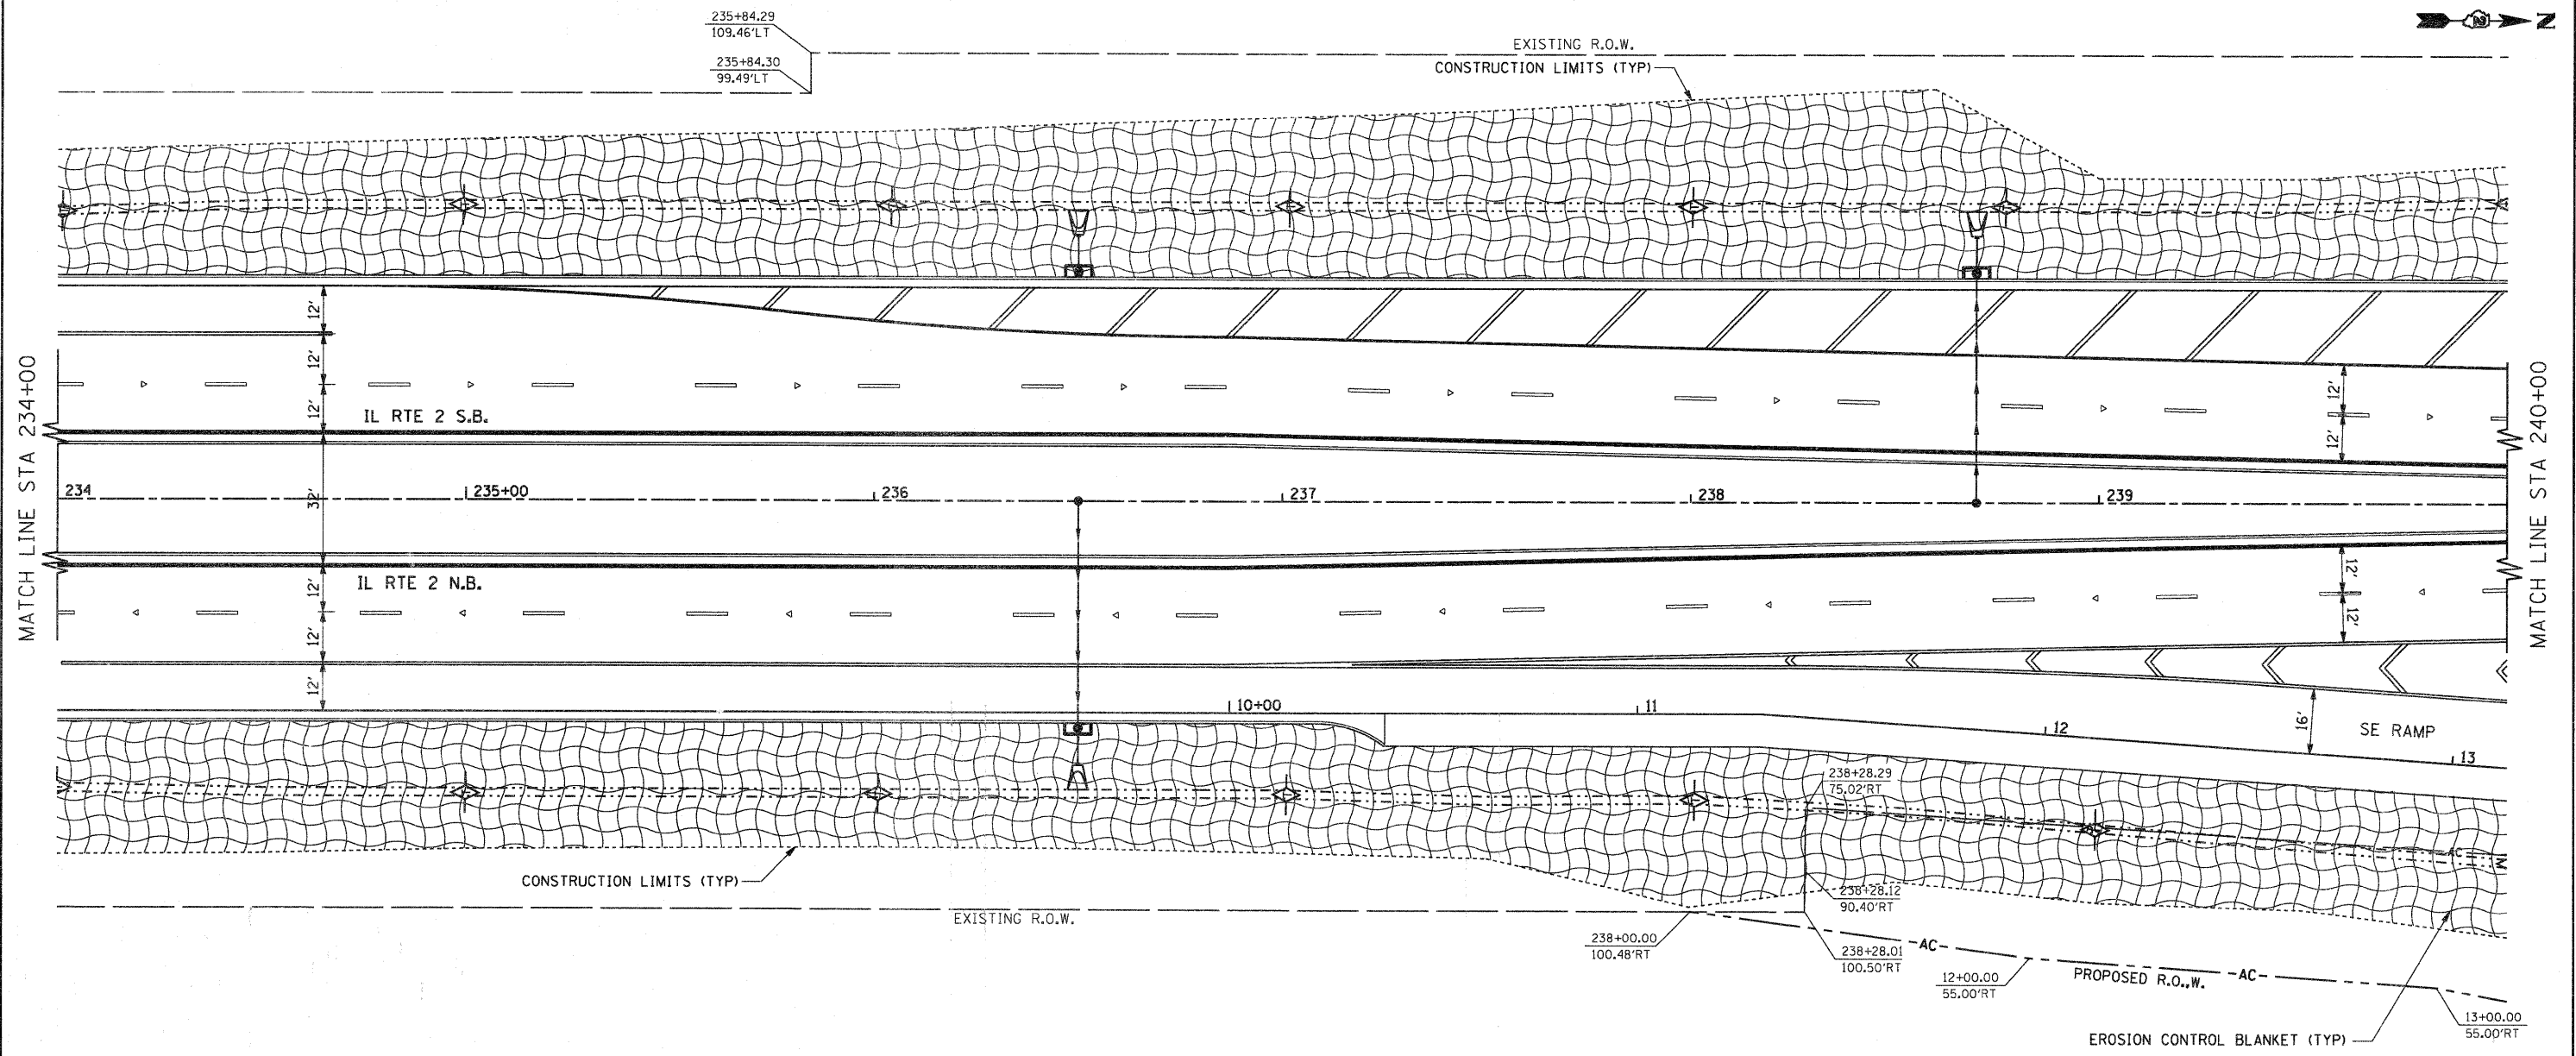 235+84.29
109.46'LT
235+84.30
99.49'LT
EXISTING R.O.W.
CONSTRUCTION LIMITS (TYP)
N
MATCH LINE STA 234+00
12'
12'
12'
IL RTE 2 S.B.
12'
12'
234
235+00
236
237
238
239
32'
IL RTE 2 N.B.
12'
12'
12'
12'
12'
MATCH LINE STA 240+00
10+00
11
12
13
16'
SE RAMP
238+28.29
75.02'RT
238+28.12
90.40'RT
CONSTRUCTION LIMITS (TYP)
EXISTING R.O.W.
238+00.00
100.48'RT
238+28.01
100.50'RT
AC
AC
AC
12+00.00
55.00'RT
PROPOSED R.O.W.
13+00.00
55.00'RT
EROSION CONTROL BLANKET (TYP)